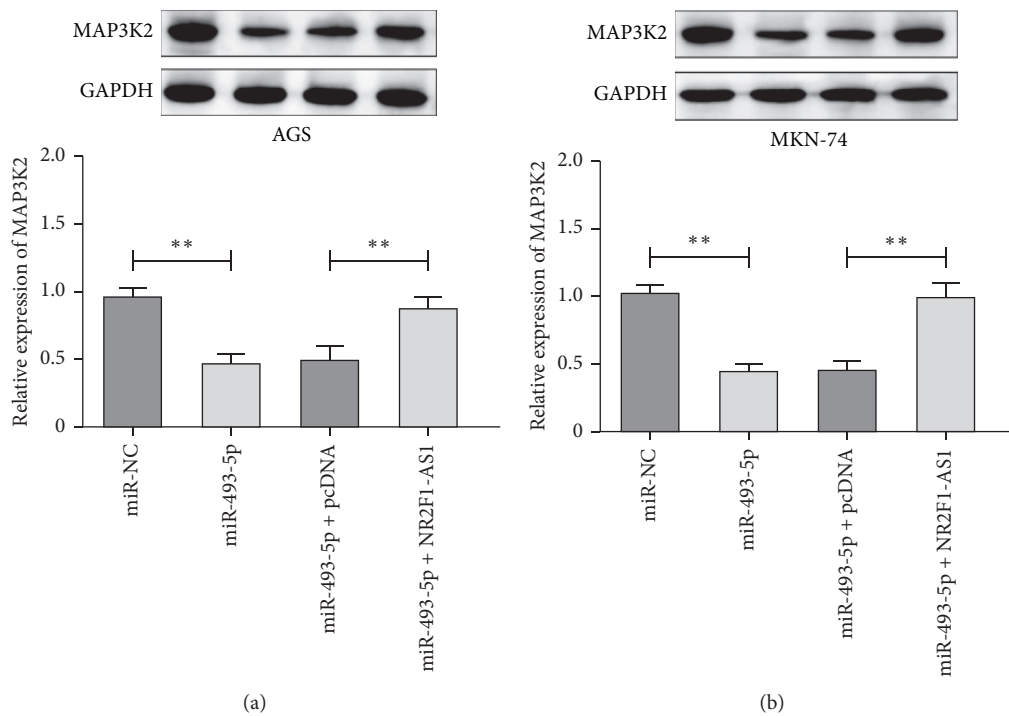 MAP3K2
GAPDH
AGS
Relative expression of MAP3K2
2.0
1.5
1.0
0.5
0
**
**
miR-NC
miR-493-5p
miR-493-5p + pcDNA
miR-493-5p + NR2F1-AS1
(a)
MAP3K2
GAPDH
MKN-74
Relative expression of MAP3K2
2.0
1.5
1.0
0.5
0
**
**
miR-NC
miR-493-5p
miR-493-5p + pcDNA
miR-493-5p + NR2F1-AS1
(b)